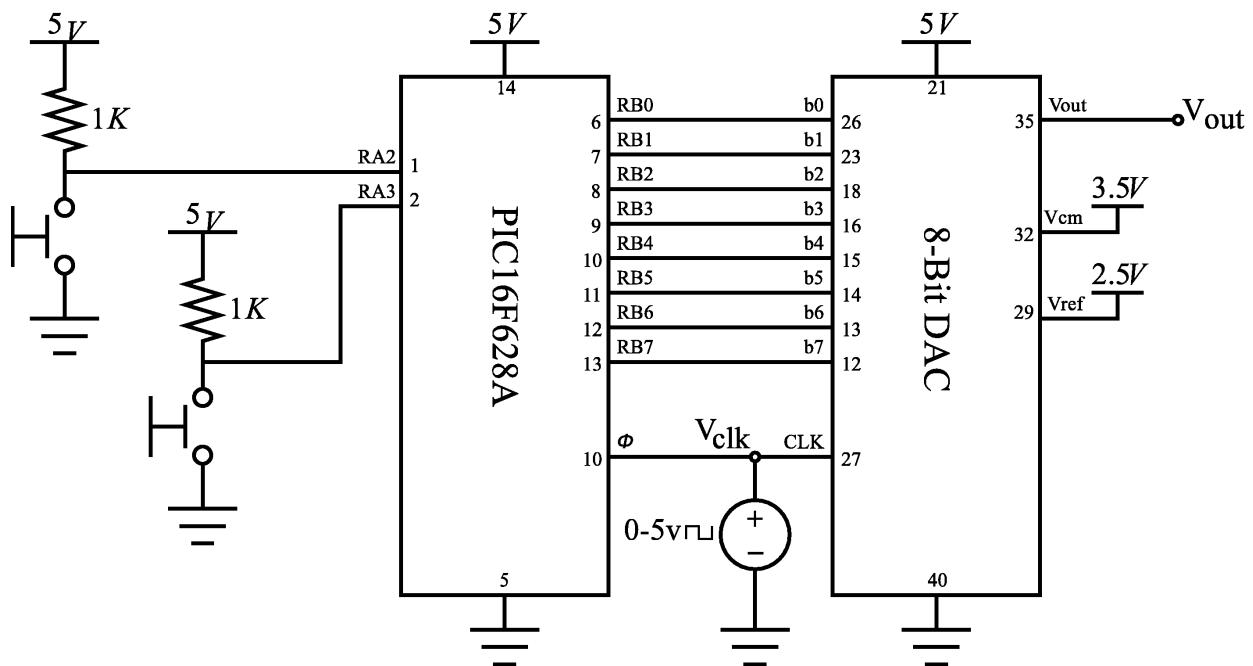 5V
1K
5V
1K
5V
14
RA2
1
RA3
2
PIC16F628A
6 RB0
7 RB1
8 RB2
9 RB3
10 RB4
11 RB5
12 RB6
13 RB7
10 Φ
5
Vclk
0-5v
+
−
5V
21
b0 26
b1 23
b2 18
b3 16
b4 15
b5 14
b6 13
b7 12
CLK 27
8-Bit DAC
40
35 Vout
Vout
3.5V
32 Vcm
2.5V
29 Vref